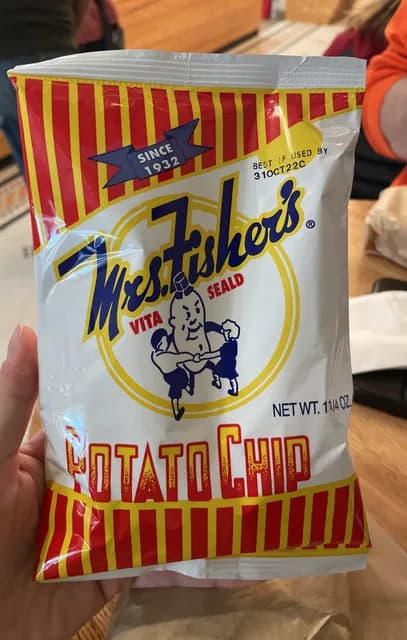 SINCE
1932
BEST IF USED BY
31OCT22C
Mrs. Fisher's ®
VITA SEALD
NET WT. 1 1/4 OZ.
POTATO CHIP